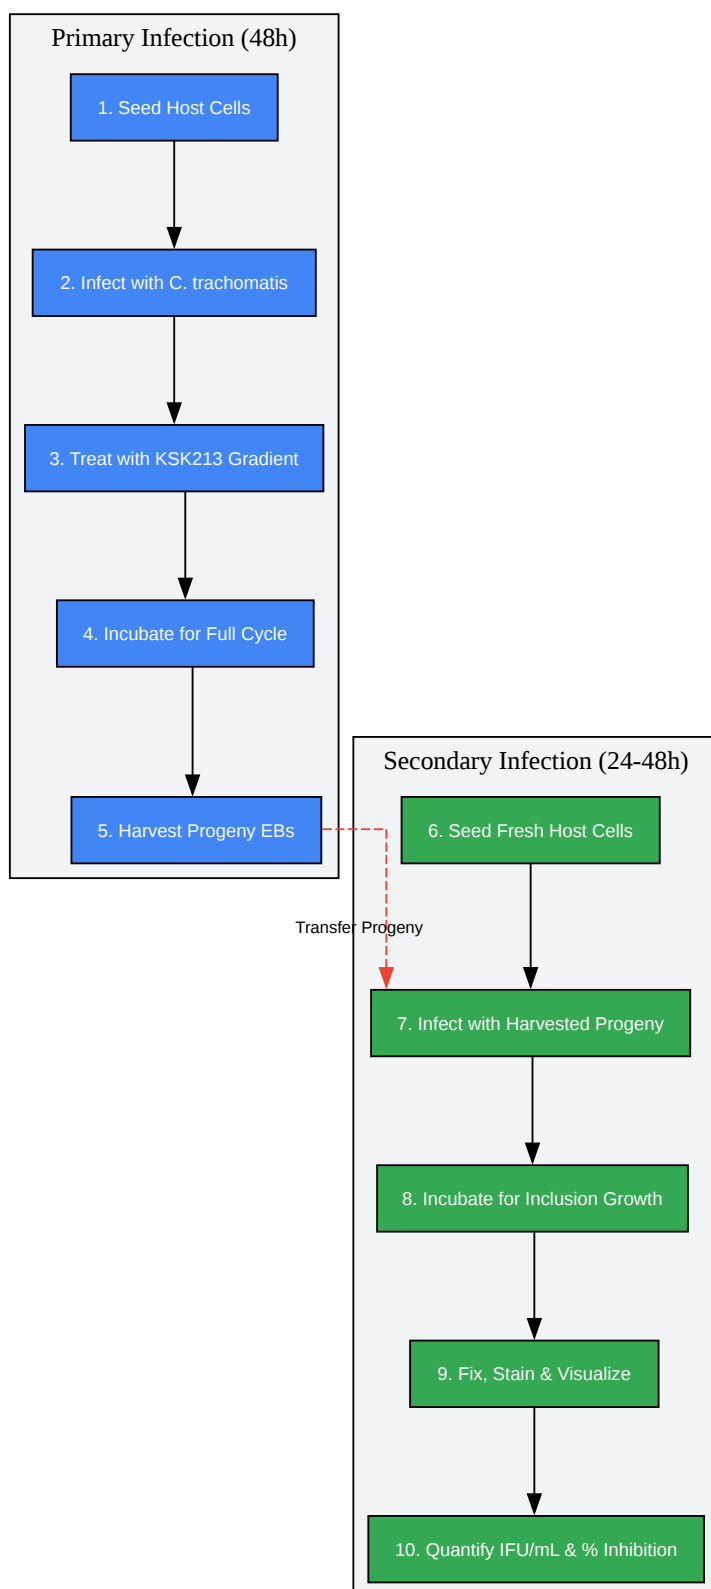 Primary Infection (48h)
1. Seed Host Cells
2. Infect with C. trachomatis
3. Treat with KSK213 Gradient
4. Incubate for Full Cycle
5. Harvest Progeny EBs
Transfer Progeny
Secondary Infection (24-48h)
6. Seed Fresh Host Cells
7. Infect with Harvested Progeny
8. Incubate for Inclusion Growth
9. Fix, Stain & Visualize
10. Quantify IFU/mL & % Inhibition